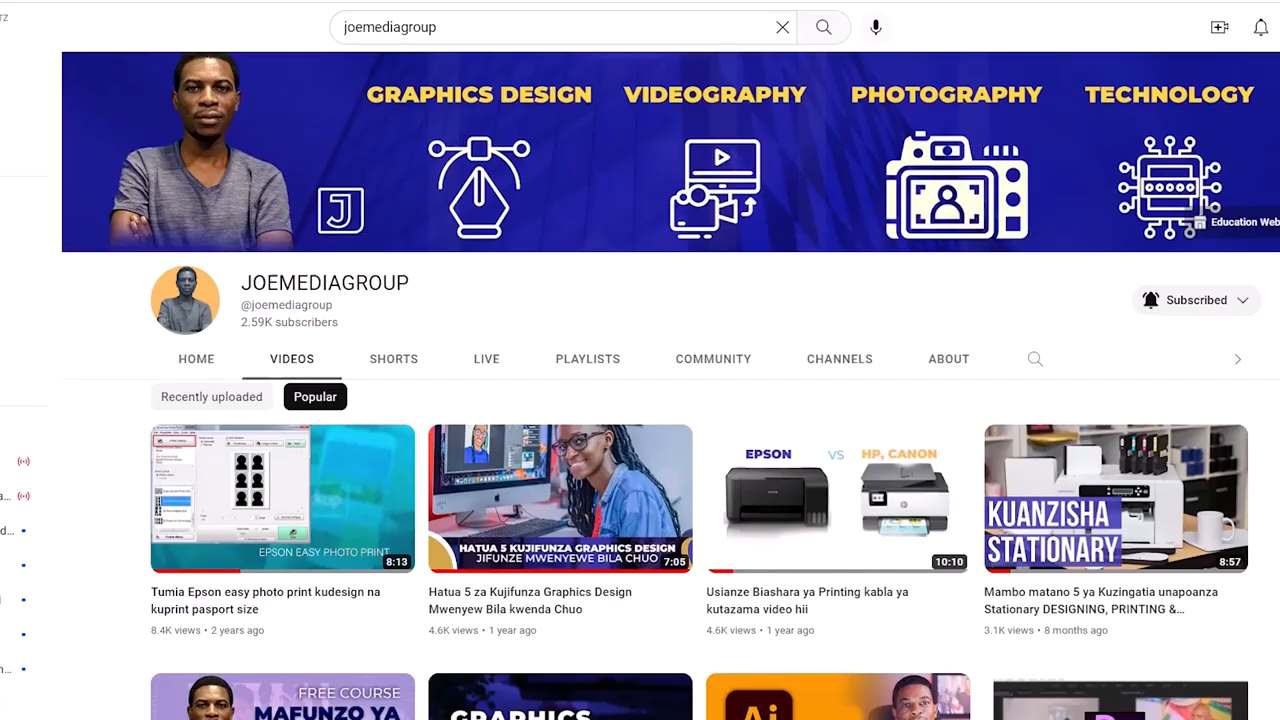 TZ
joemediagroup
GRAPHICS DESIGN
VIDEOGRAPHY
PHOTOGRAPHY
TECHNOLOGY
J
Education Web
JOEMEDIAGROUP
@joemediagroup
2.59K subscribers
Subscribed
HOME
VIDEOS
SHORTS
LIVE
PLAYLISTS
COMMUNITY
CHANNELS
ABOUT
Recently uploaded
Popular
EPSON EASY PHOTO PRINT
8:13
HATUA 5 KUJIFUNZA GRAPHICS DESIGN
JIFUNZE MWENYEWE BILA CHUO
7:05
EPSON VS HP, CANON
10:10
KUANZISHA
STATIONARY
8:57
Tumia Epson easy photo print kudesign na
kuprint pasport size
8.4K views • 2 years ago
Hatua 5 za Kujifunza Graphics Design
Mwenyew Bila kwenda Chuo
4.6K views • 1 year ago
Usianze Biashara ya Printing kabla ya
kutazama video hii
4.6K views • 1 year ago
Mambo matano 5 ya Kuzingatia unapoanza
Stationary DESIGNING, PRINTING &...
3.1K views • 8 months ago
a...
d...
n...
FREE COURSE
MAFUNZO YA
GRAPHICS
Ai